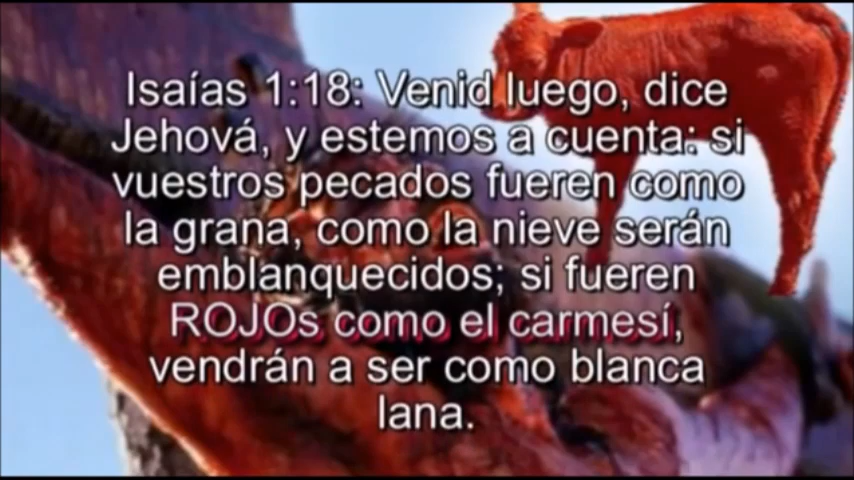 Isaías 1:18: Venid luego, dice
Jehová, y estemos a cuenta: si
vuestros pecados fueren como
la grana, como la nieve serán
emblanquecidos; si fueren
ROJOs como el carmesí,
vendrán a ser como blanca
lana.